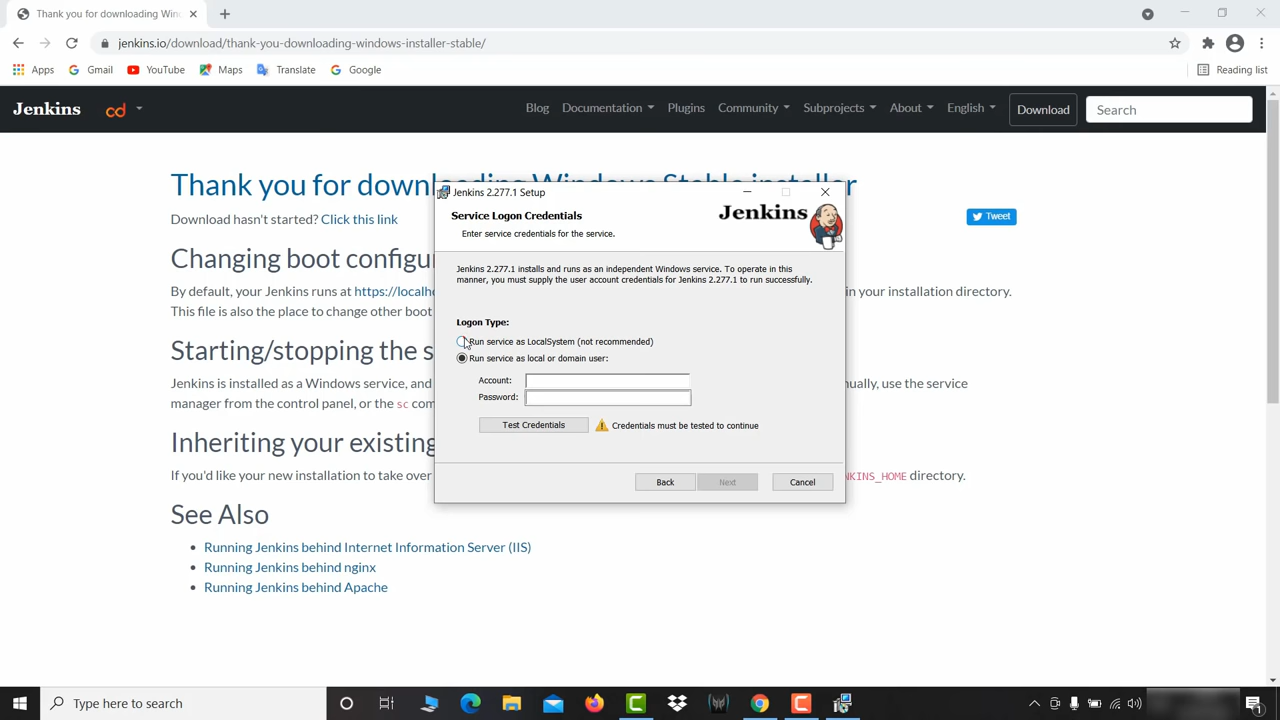 Thank you for downloading Win
jenkins.io/download/thank-you-downloading-windows-installer-stable/
Apps
Gmail
YouTube
Maps
Translate
Google
Reading list
Jenkins
cd
Blog
Documentation
Plugins
Community
Subprojects
About
English
Download
Search
Thank you for downloading Windows Stable installer
Download hasn't started? Click this link
Tweet
Changing boot configu
By default, your Jenkins runs at https://localho
in your installation directory.
This file is also the place to change other boot
Starting/stopping the s
Jenkins is installed as a Windows service, and
nually, use the service
manager from the control panel, or the sc com
Inheriting your existing
If you'd like your new installation to take over
NKINS_HOME directory.
See Also
Running Jenkins behind Internet Information Server (IIS)
Running Jenkins behind nginx
Running Jenkins behind Apache
Jenkins 2.277.1 Setup
Service Logon Credentials
Enter service credentials for the service.
Jenkins
Jenkins 2.277.1 installs and runs as an independent Windows service. To operate in this
manner, you must supply the user account credentials for Jenkins 2.277.1 to run successfully.
Logon Type:
Run service as LocalSystem (not recommended)
Run service as local or domain user:
Account:
Password:
Test Credentials
Credentials must be tested to continue
Back
Next
Cancel
Type here to search
1